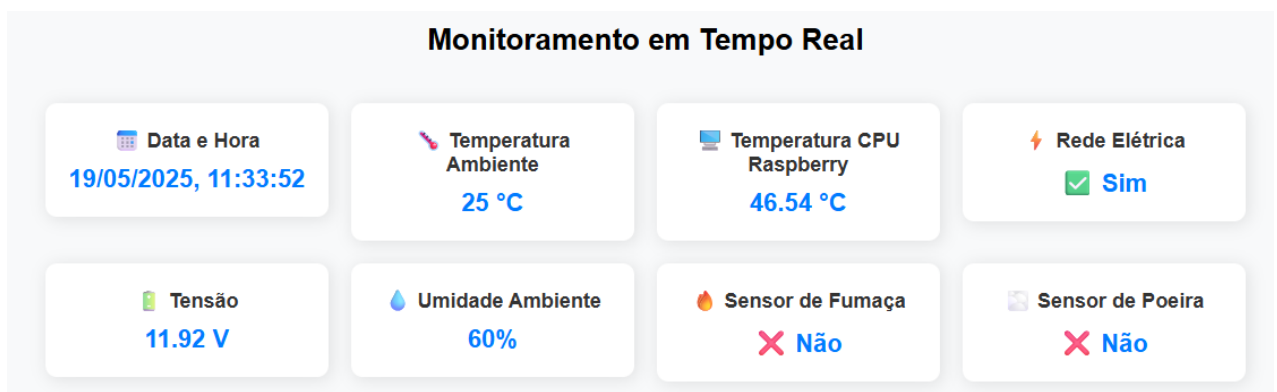 Monitoramento em Tempo Real
Data e Hora
19/05/2025, 11:33:52
Temperatura
Ambiente
25 °C
Temperatura CPU
Raspberry
46.54 °C
Rede Elétrica
Sim
Tensão
11.92 V
Umidade Ambiente
60%
Sensor de Fumaça
Não
Sensor de Poeira
Não